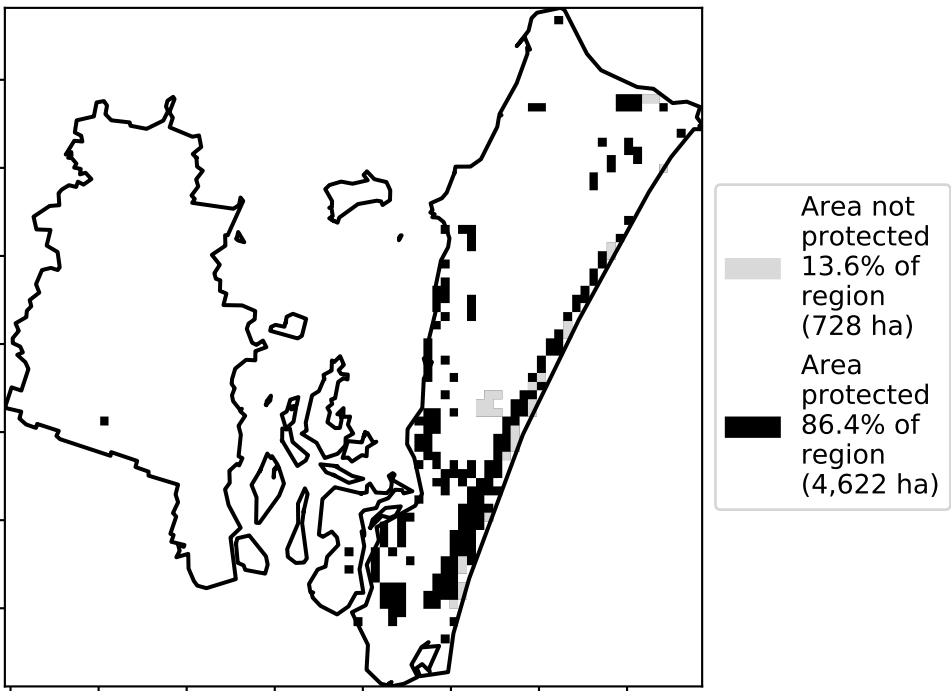 Area not
protected
13.6% of
region
(728 ha)
Area
protected
86.4% of
region
(4,622 ha)